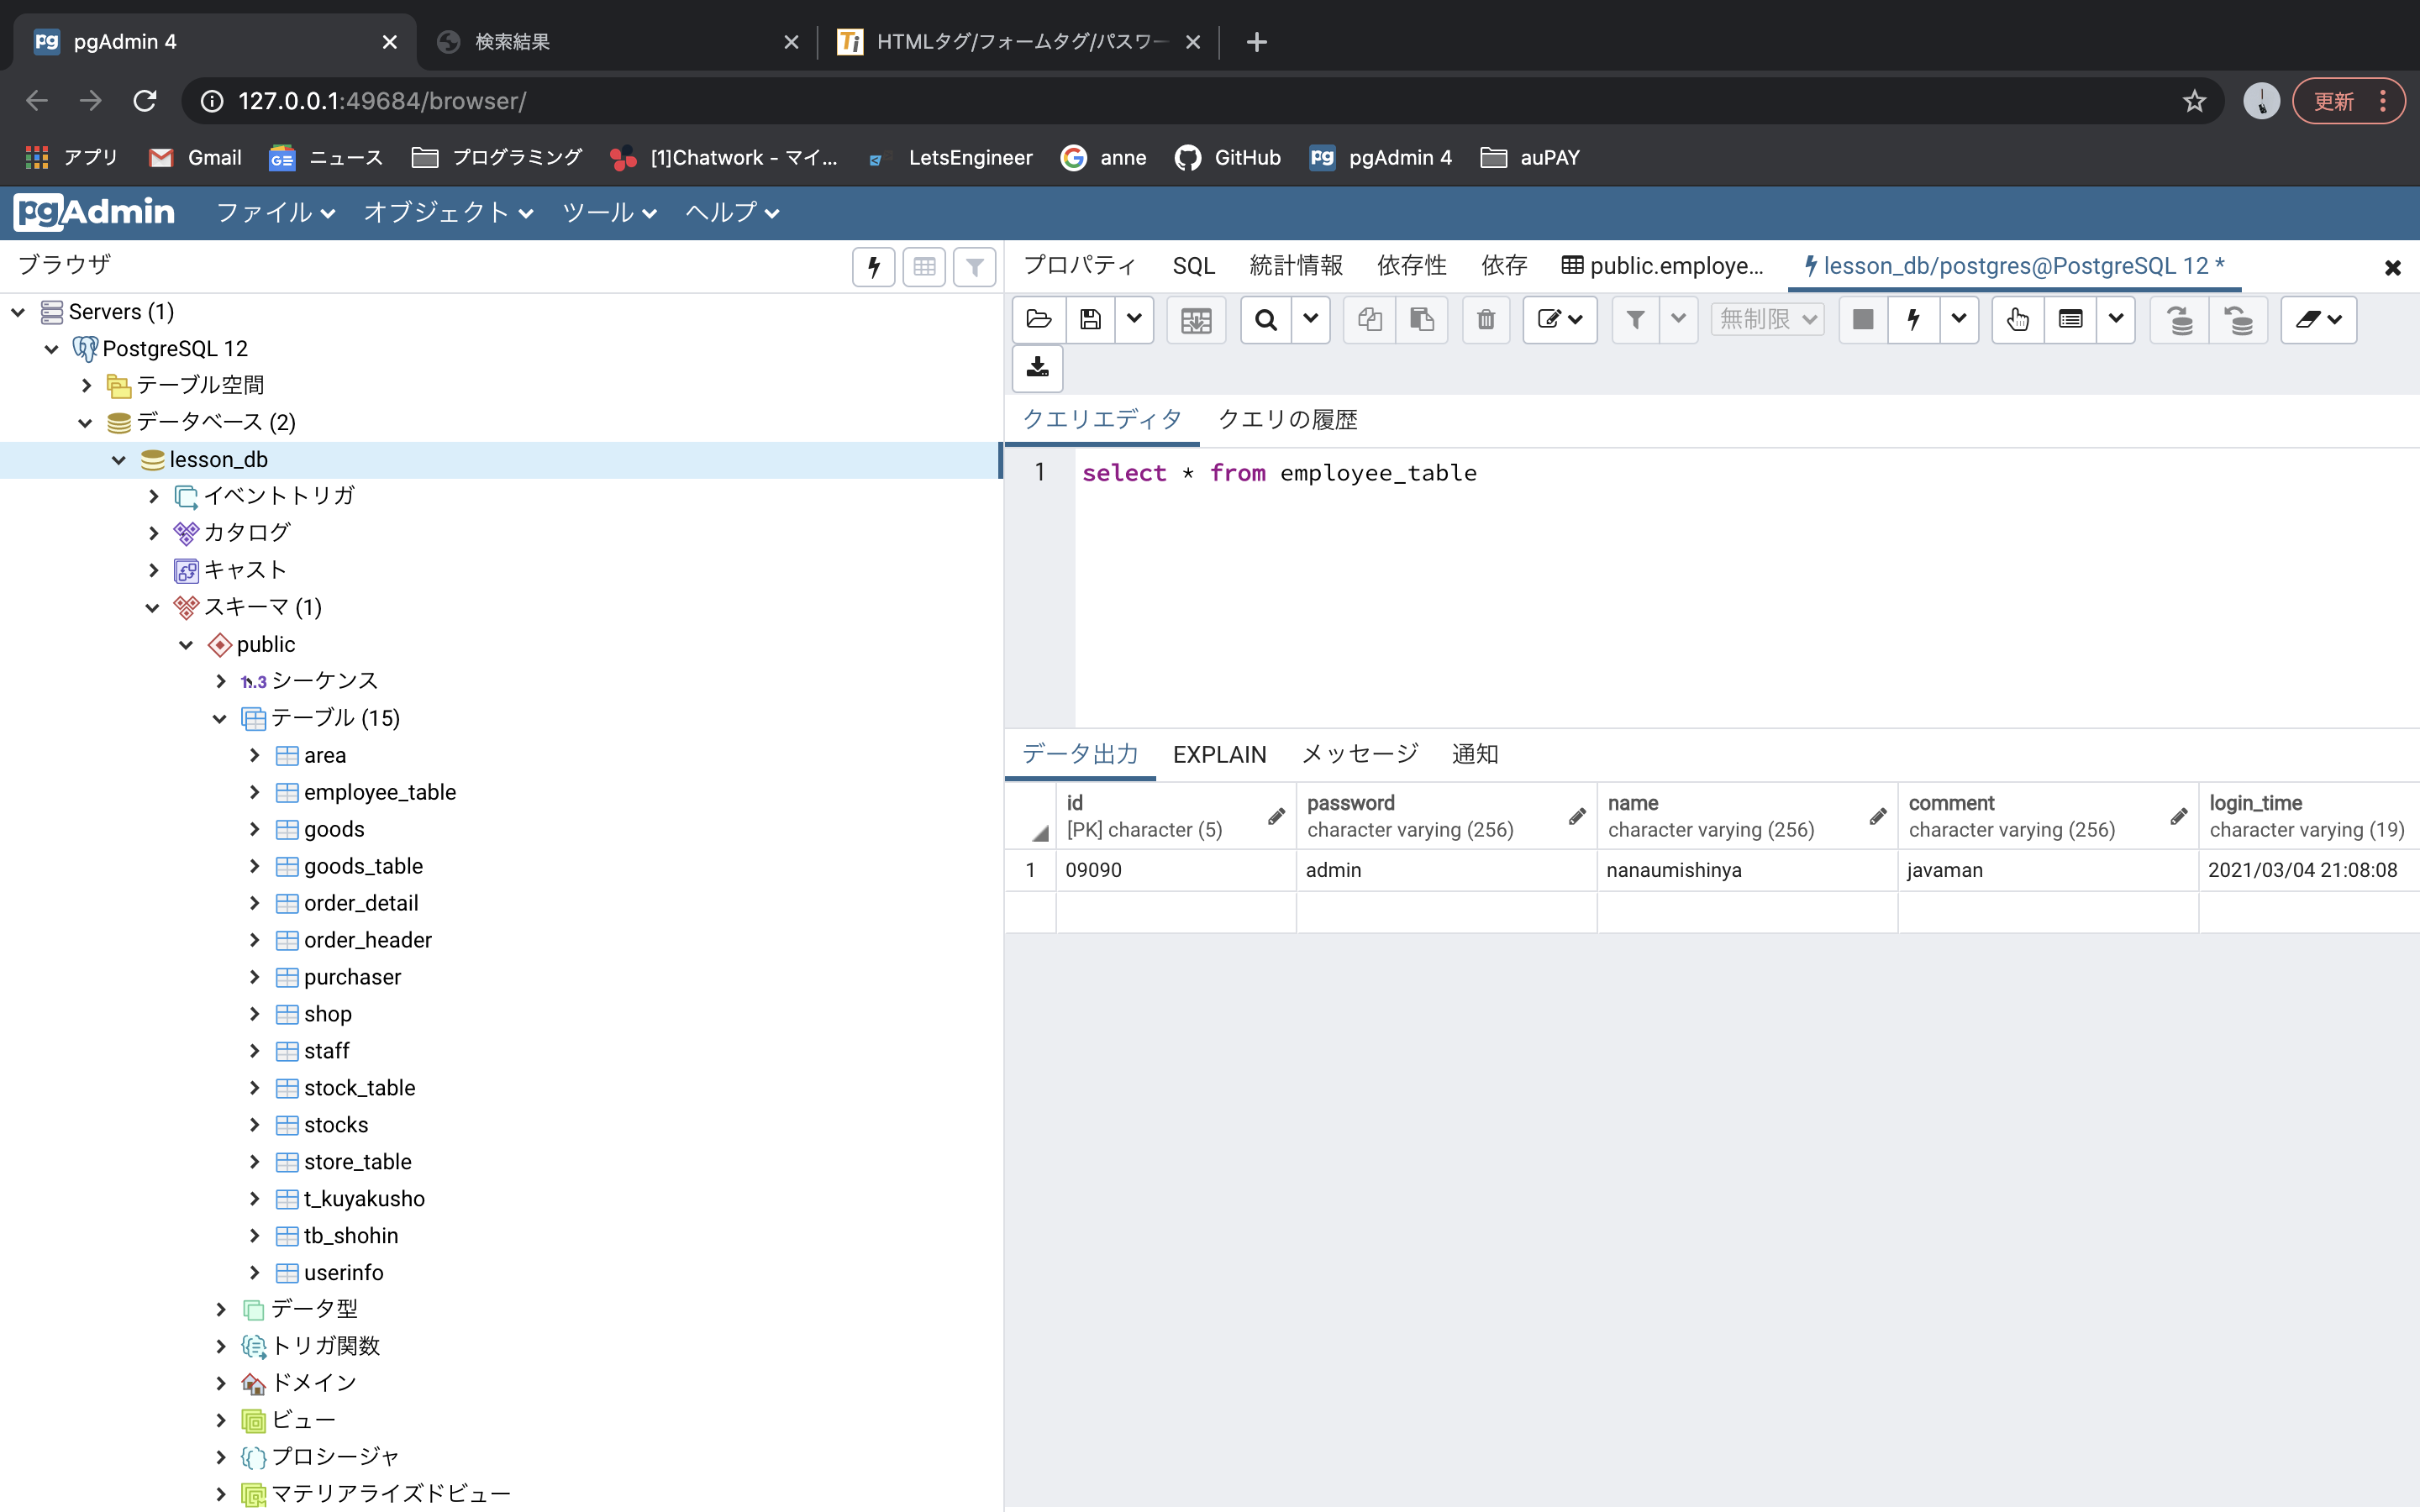 pgAdmin 4
検索結果
HTMLタグ/フォームタグ/パスワー
127.0.0.1:49684/browser/
更新
アプリ
Gmail
ニュース
プログラミング
[1]Chatwork - マイ...
LetsEngineer
anne
GitHub
pgAdmin 4
auPAY
pgAdmin
ファイル
オブジェクト
ツール
ヘルプ
ブラウザ
Servers (1)
PostgreSQL 12
テーブル空間
データベース (2)
lesson_db
イベントトリガ
カタログ
キャスト
スキーマ (1)
public
1..3 シーケンス
テーブル (15)
area
employee_table
goods
goods_table
order_detail
order_header
purchaser
shop
staff
stock_table
stocks
store_table
t_kuyakusho
tb_shohin
userinfo
データ型
トリガ関数
ドメイン
ビュー
プロシージャ
マテリアライズドビュー
プロパティ
SQL
統計情報
依存性
依存
public.employe...
lesson_db/postgres@PostgreSQL 12 *
無制限
クエリエディタ
クエリの履歴
1 select * from employee_table
データ出力
EXPLAIN
メッセージ
通知
id
[PK] character (5)
password
character varying (256)
name
character varying (256)
comment
character varying (256)
login_time
character varying (19)
1 09090 admin nanaumishinya javaman 2021/03/04 21:08:08